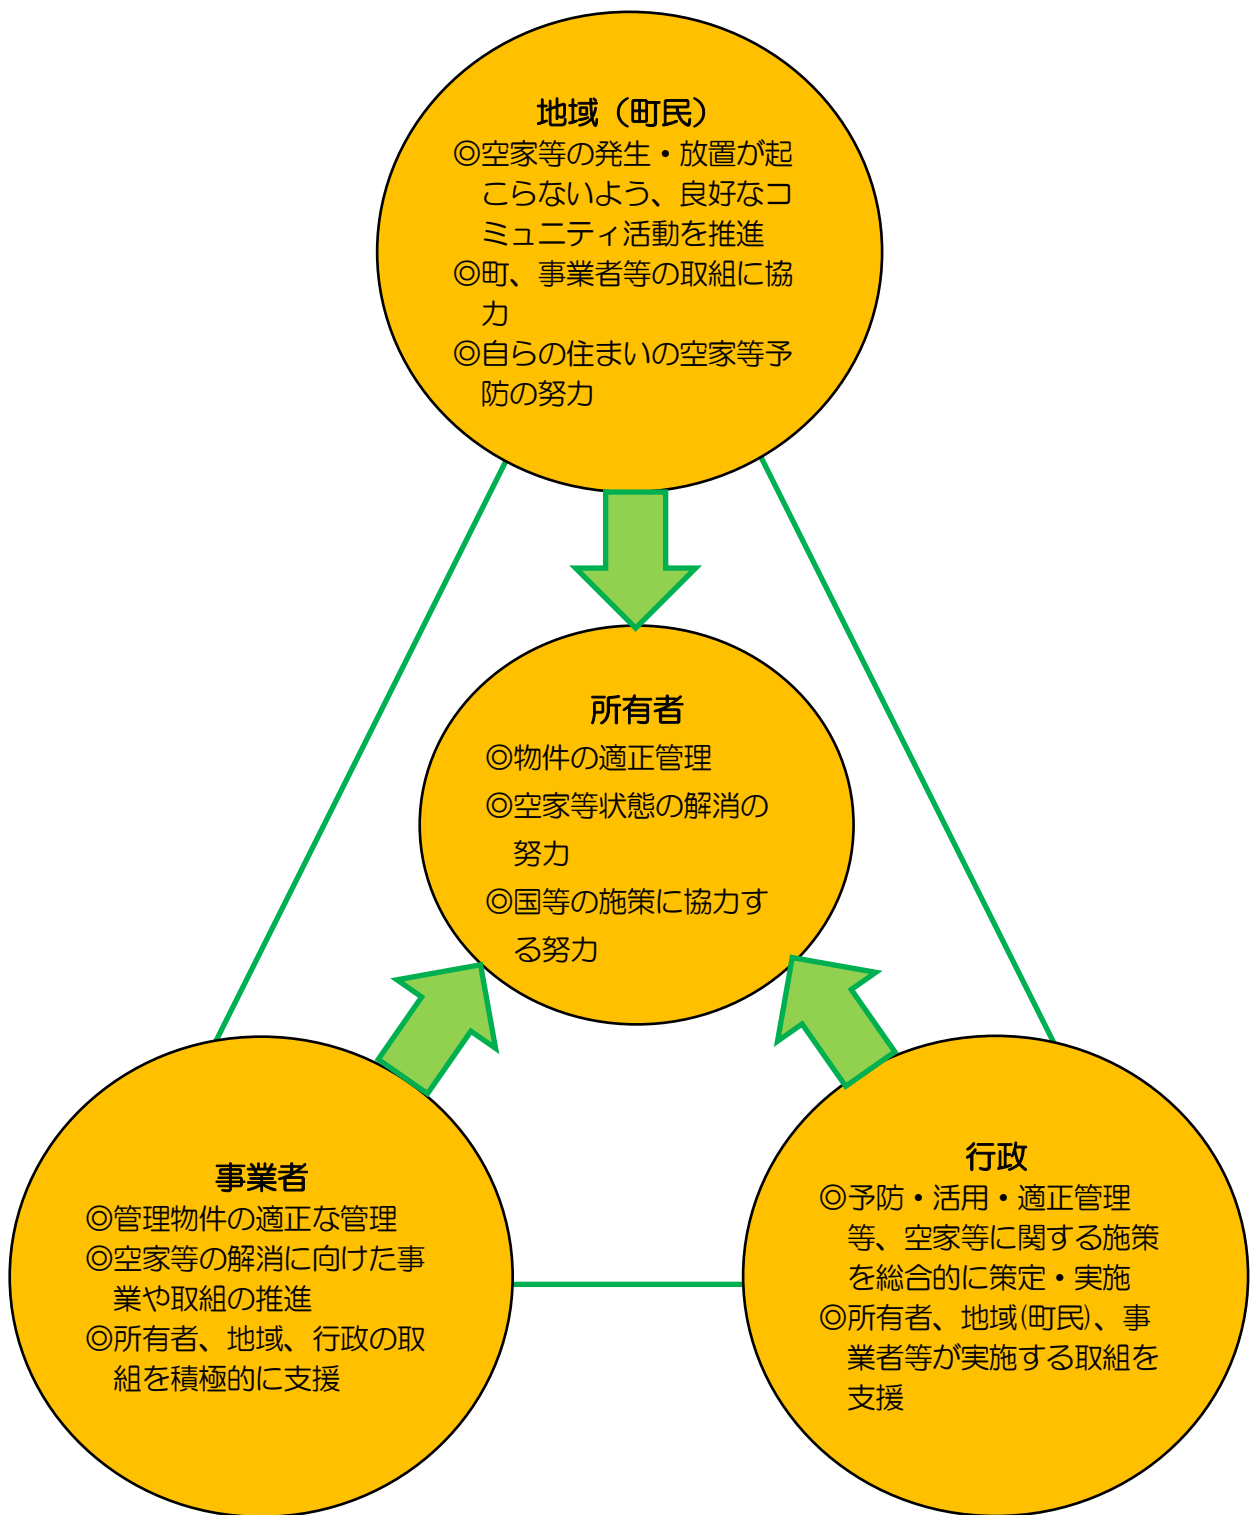 地域（町民）
◎空家等の発生・放置が起
こらないよう、良好なコ
ミュニティ活動を推進
◎町、事業者等の取組に協
力
◎自らの住まいの空家等予
防の努力
所有者
◎物件の適正管理
◎空家等状態の解消の
努力
◎国等の施策に協力す
る努力
事業者
◎管理物件の適正な管理
◎空家等の解消に向けた事
業や取組の推進
◎所有者、地域、行政の取
組を積極的に支援
行政
◎予防・活用・適正管理
等、空家等に関する施策
を総合的に策定・実施
◎所有者、地域(町民)、事
業者等が実施する取組を
支援